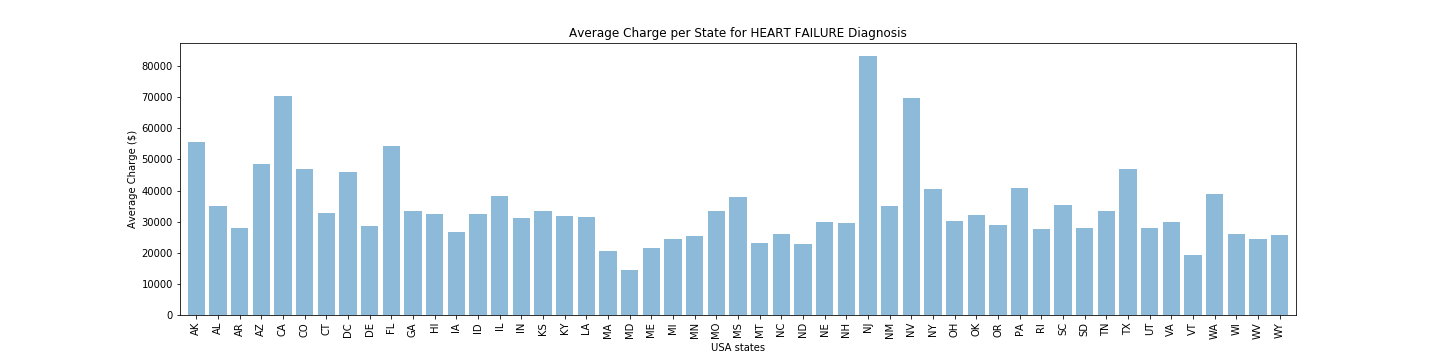 Average Charge per State for HEART FAILURE Diagnosis
80000
70000
60000
50000
40000
30000
20000
10000
0
Average Charge ($)
AK AL AR AZ CA CO CT DC DE FL GA HI IA ID IL IN KS KY LA MA MD ME MI MN MO MS MT NC ND NE NH NJ NM NV NY OH OK OR PA RI SC SD TN TX UT VA VT WA WI WV WY
USA states